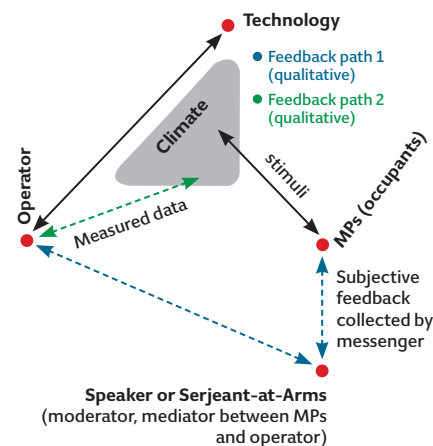 Technology
Feedback path 1
(qualitative)
Feedback path 2
(qualitative)
Climate
stimuli
MPs (occupants)
Operator
Measured data
Subjective
feedback
collected by
messenger
Speaker or Serjeant-at-Arms
(moderator, mediator between MPs
and operator)